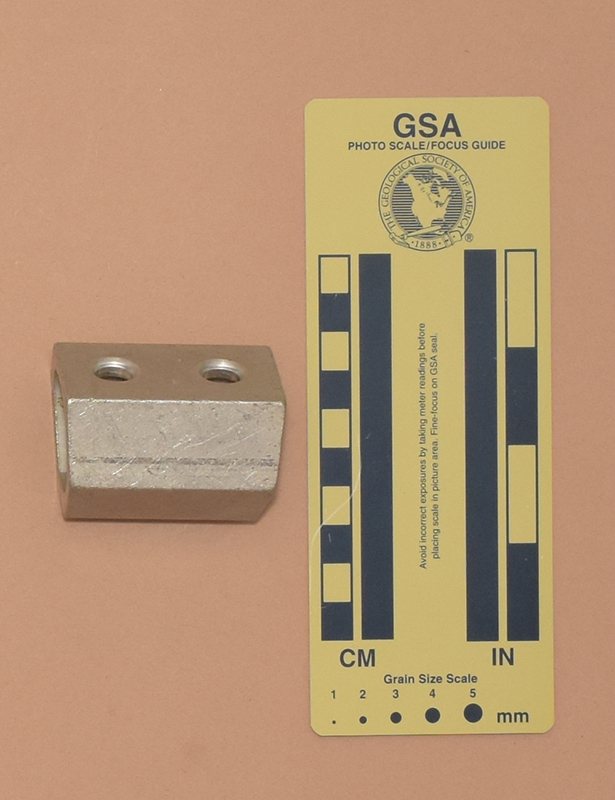 GSA
PHOTO SCALE/FOCUS GUIDE
THE GEOLOGICAL SOCIETY OF AMERICA
1888
®
Avoid incorrect exposures by taking meter readings before
placing scale in picture area. Fine-focus on GSA seal.
CM
IN
Grain Size Scale
1 2 3 4 5
mm